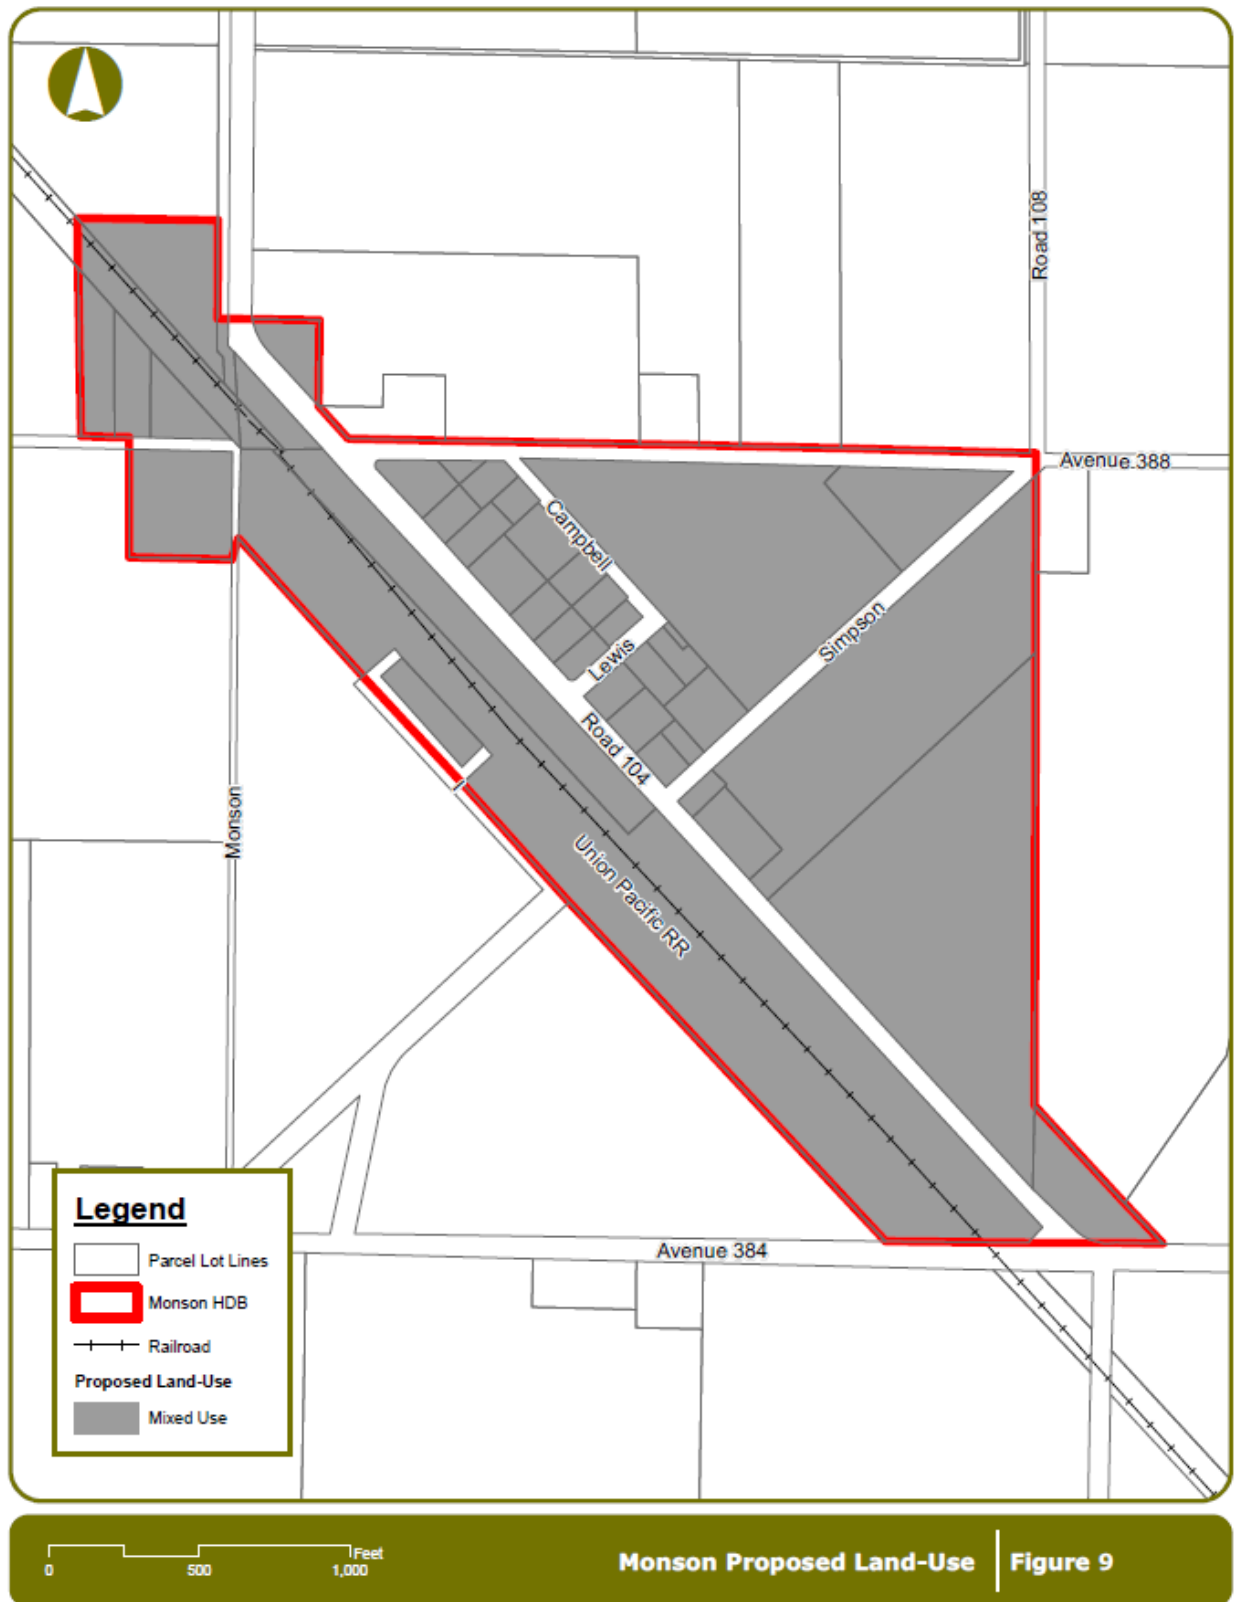 Road 108
Avenue 388
Campbell
Simpson
Lewis
Road 104
Monson
Union Pacific RR
Avenue 384
Legend
Parcel Lot Lines
Monson HDB
Railroad
Proposed Land-Use
Mixed Use
Feet
0 500 1,000
Monson Proposed Land-Use Figure 9